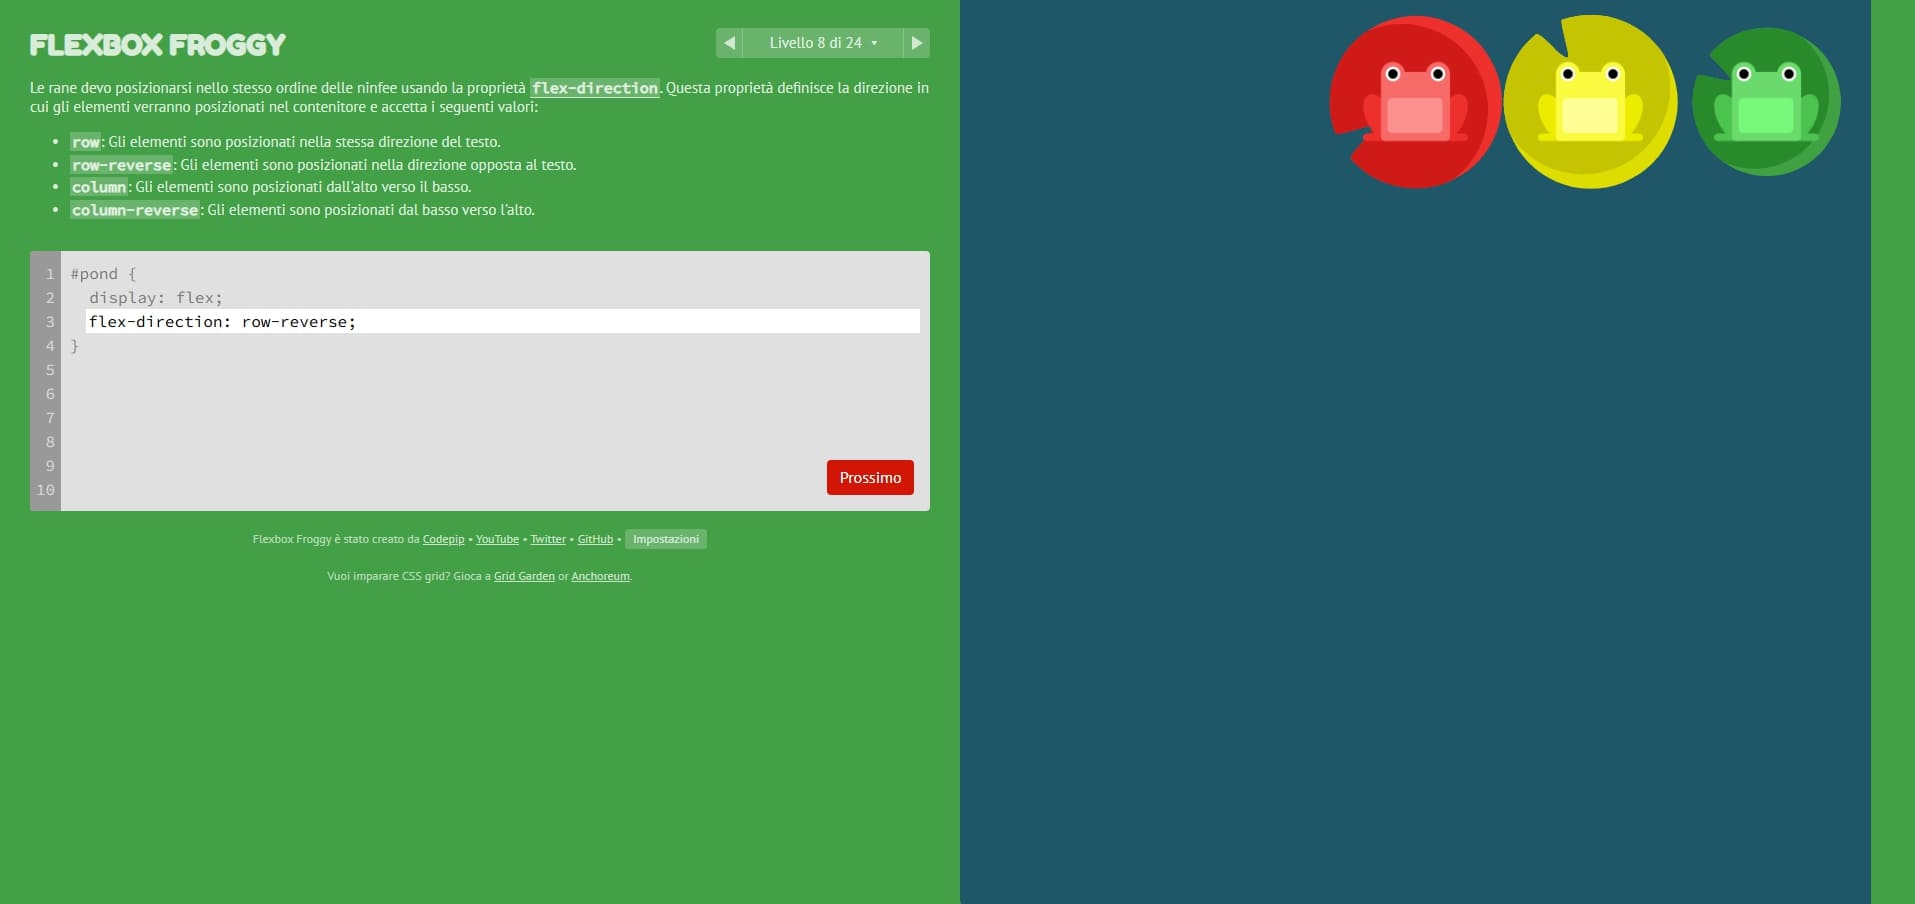 FLEXBOX FROGGY
◀ Livello 8 di 24 ▾ ▶
Le rane devo posizionarsi nello stesso ordine delle ninfee usando la proprietà flex-direction. Questa proprietà definisce la direzione in
cui gli elementi verranno posizionati nel contenitore e accetta i seguenti valori:
• row: Gli elementi sono posizionati nella stessa direzione del testo.
• row-reverse: Gli elementi sono posizionati nella direzione opposta al testo.
• column: Gli elementi sono posizionati dall'alto verso il basso.
• column-reverse: Gli elementi sono posizionati dal basso verso l'alto.
1 #pond {
2 display: flex;
3 flex-direction: row-reverse;
4 }
5
6
7
8
9
10
Prossimo
Flexbox Froggy è stato creato da Codepip • YouTube • Twitter • GitHub • Impostazioni
Vuoi imparare CSS grid? Gioca a Grid Garden or Anchoreum.